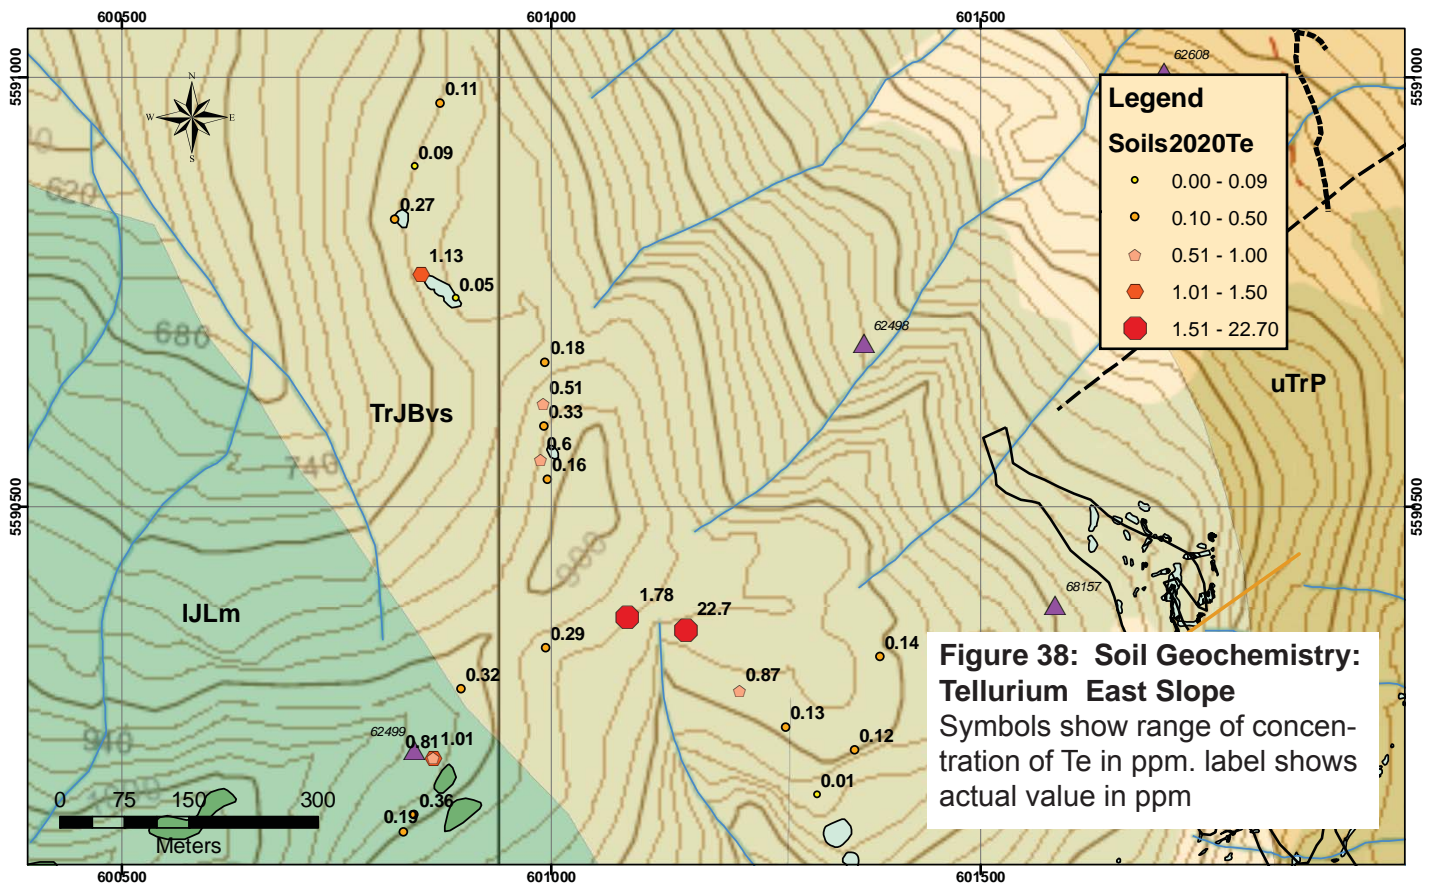 600500
601000
601500
5591000
5591000
62608
N
W
E
S
0.11
0.09
0.27
1.13
0.05
620
680
740
Legend
Soils2020Te
0.00 - 0.09
0.10 - 0.50
0.51 - 1.00
1.01 - 1.50
1.51 - 22.70
62498
0.18
0.51
0.33
0.6
0.16
TrJBvs
uTrP
5590500
5590500
900
lJLm
1.78
22.7
68157
0.29
0.14
0.32
0.87
0.13
0.12
0.01
62499
0.81
1.01
0.36
0.19
910
1000
0
75
150
300
Meters
Figure 38: Soil Geochemistry:
Tellurium East Slope
Symbols show range of concen-
tration of Te in ppm. label shows
actual value in ppm
600500
601000
601500